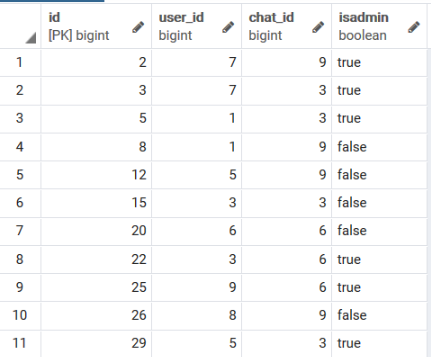 id user_id chat_id isadmin
[PK] bigint bigint bigint boolean
1 2 7 9 true
2 3 7 3 true
3 5 1 3 true
4 8 1 9 false
5 12 5 9 false
6 15 3 3 false
7 20 6 6 false
8 22 3 6 true
9 25 9 6 true
10 26 8 9 false
11 29 5 3 true